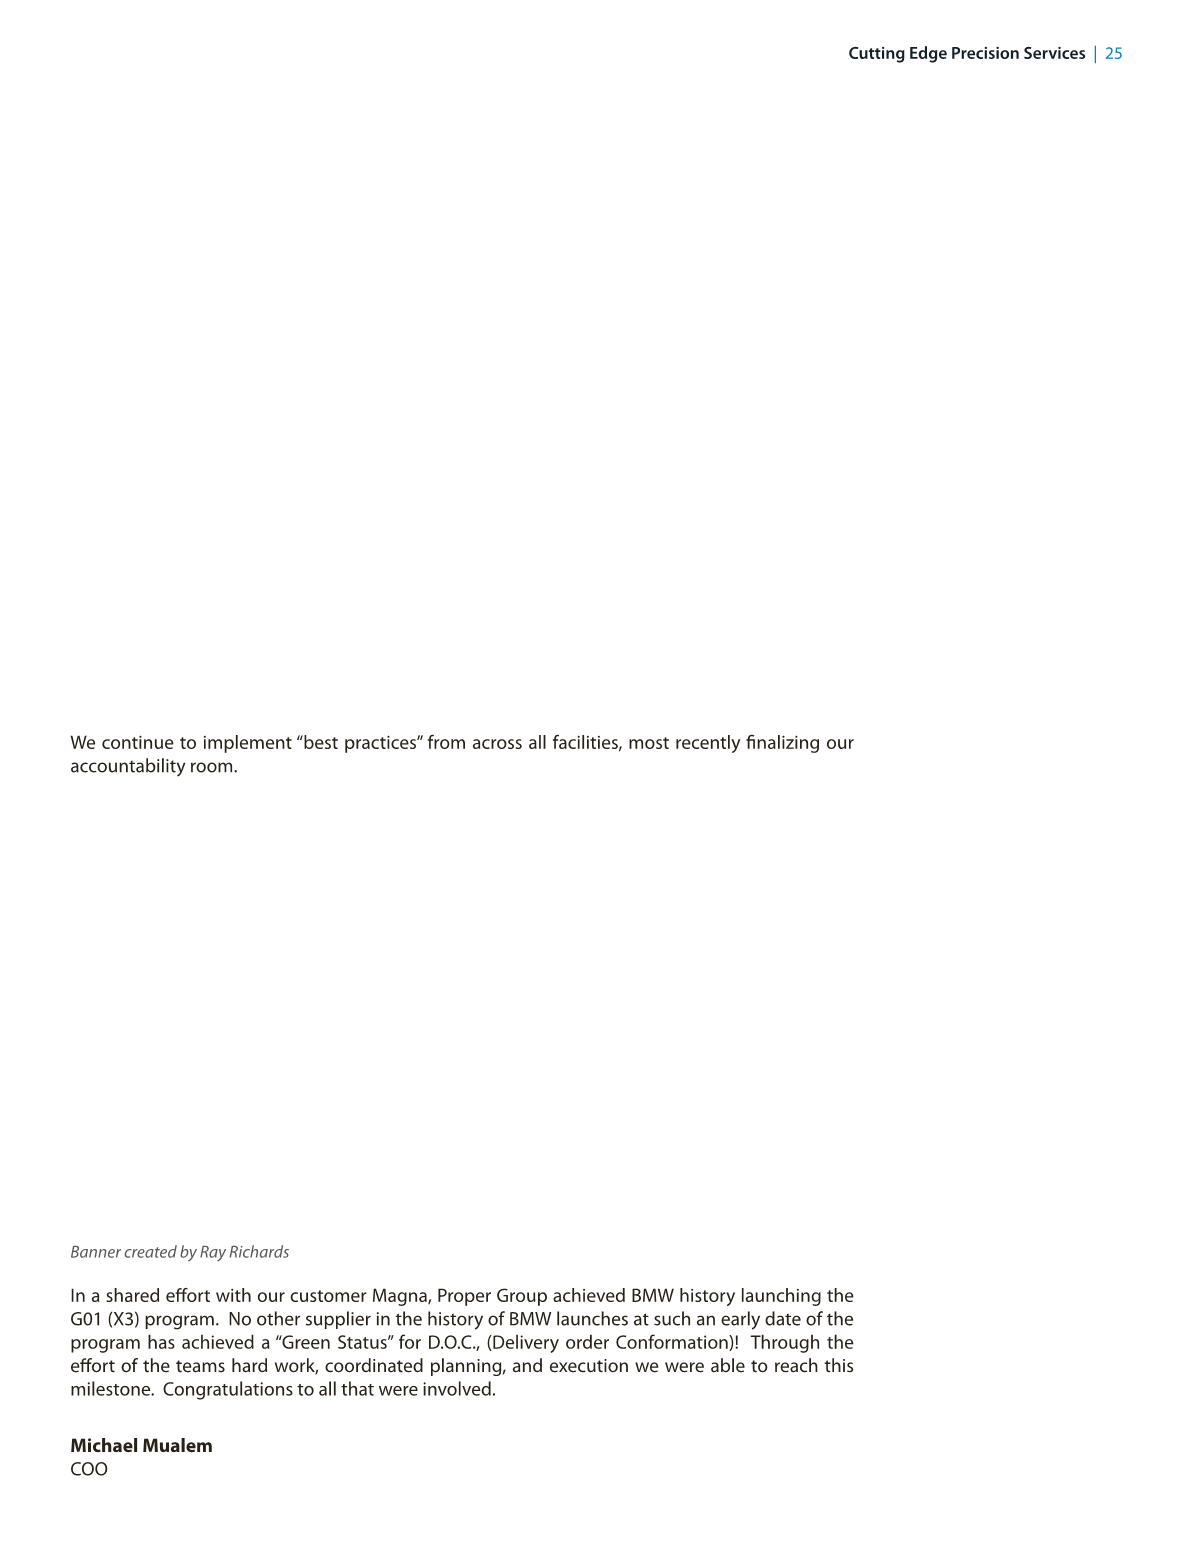 Cutting Edge Precision Services | 25
We continue to implement “best practices” from across all facilities, most recently finalizing our
accountability room.
Banner created by Ray Richards
In a shared effort with our customer Magna, Proper Group achieved BMW history launching the
G01 (X3) program.  No other supplier in the history of BMW launches at such an early date of the
program has achieved a “Green Status” for D.O.C., (Delivery order Conformation)!  Through the
effort of the teams hard work, coordinated planning, and execution we were able to reach this
milestone.  Congratulations to all that were involved.
Michael Mualem
COO